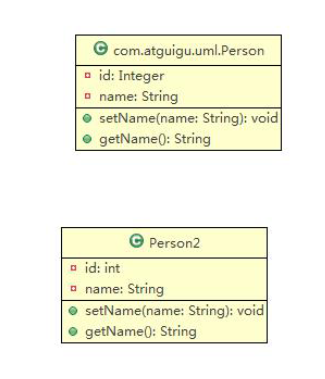 C com.atguigu.uml.Person
id: Integer
name: String
setName(name: String): void
getName(): String
C Person2
id: int
name: String
setName(name: String): void
getName(): String